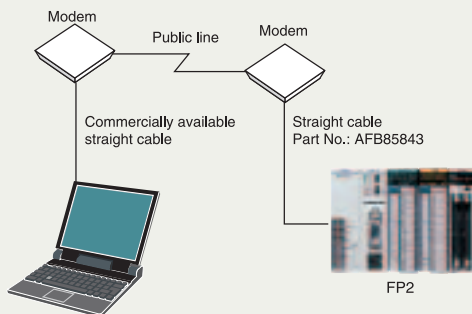 Modem
Public line
Modem
Commercially available
straight cable
Straight cable
Part No.: AFB85843
FP2